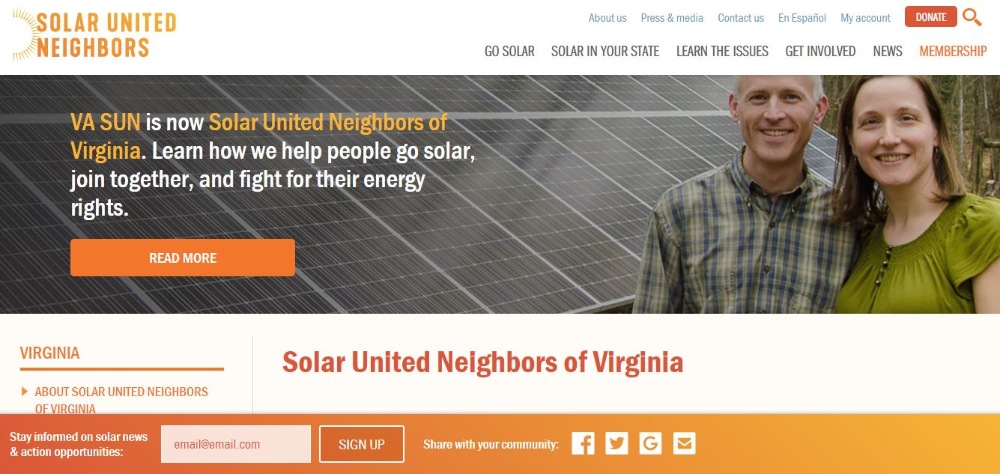 SOLAR UNITED
NEIGHBORS
About us
Press & media
Contact us
En Español
My account
DONATE
GO SOLAR
SOLAR IN YOUR STATE
LEARN THE ISSUES
GET INVOLVED
NEWS
MEMBERSHIP
VA SUN is now Solar United Neighbors of
Virginia. Learn how we help people go solar,
join together, and fight for their energy
rights.
READ MORE
VIRGINIA
ABOUT SOLAR UNITED NEIGHBORS
OF VIRGINIA
Solar United Neighbors of Virginia
Stay informed on solar news
& action opportunities:
email@email.com
SIGN UP
Share with your community: